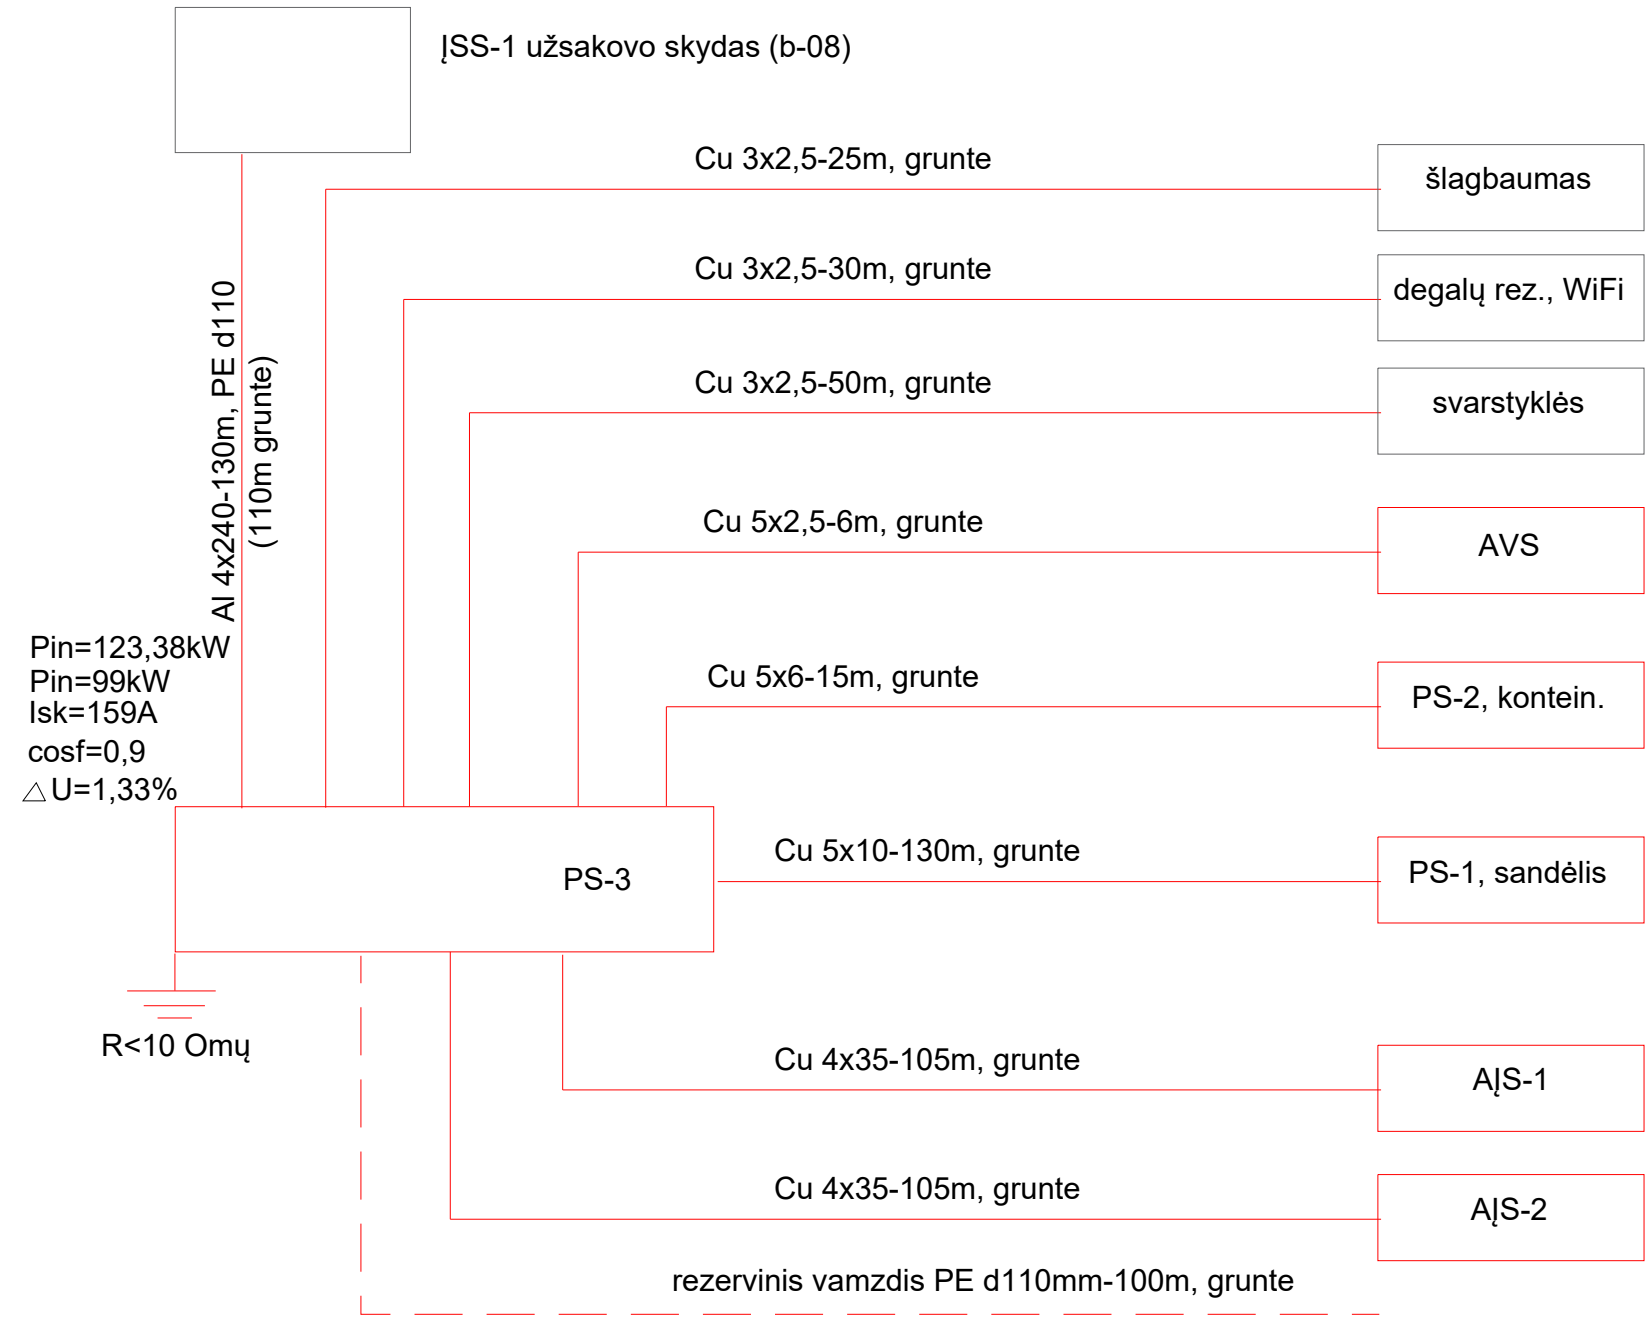 ĮSS-1 užsakovo skydas (b-08)
Cu 3x2,5-25m, grunte
šlagbaumas
Cu 3x2,5-30m, grunte
degalų rez., WiFi
Cu 3x2,5-50m, grunte
svarstyklės
Al 4x240-130m, PE d110
(110m grunte)
Cu 5x2,5-6m, grunte
AVS
Pin=123,38kW
Pin=99kW
Isk=159A
cosf=0,9
△U=1,33%
Cu 5x6-15m, grunte
PS-2, kontein.
PS-3
Cu 5x10-130m, grunte
PS-1, sandėlis
R<10 Omų
Cu 4x35-105m, grunte
AĮS-1
Cu 4x35-105m, grunte
AĮS-2
rezervinis vamzdis PE d110mm-100m, grunte